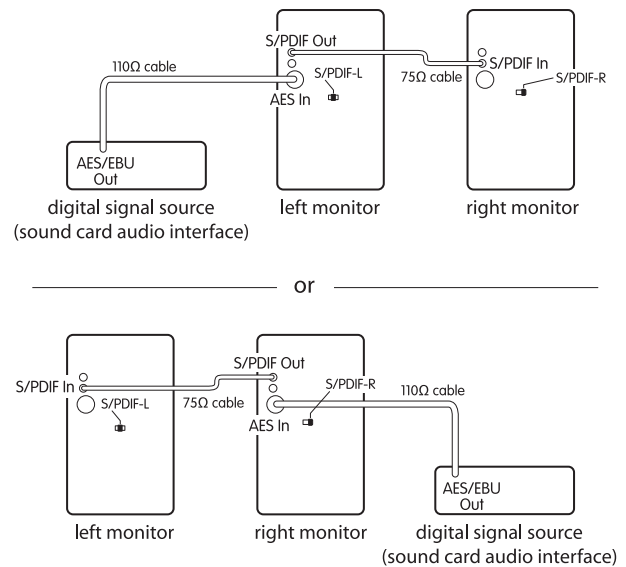 S/PDIF Out
110Ω cable
S/PDIF-L
AES In
75Ω cable
S/PDIF In
S/PDIF-R
AES/EBU
Out
digital signal source
(sound card audio interface)
left monitor
right monitor
or
S/PDIF In
S/PDIF-L
75Ω cable
S/PDIF Out
S/PDIF-R
AES In
110Ω cable
AES/EBU
Out
left monitor
right monitor
digital signal source
(sound card audio interface)